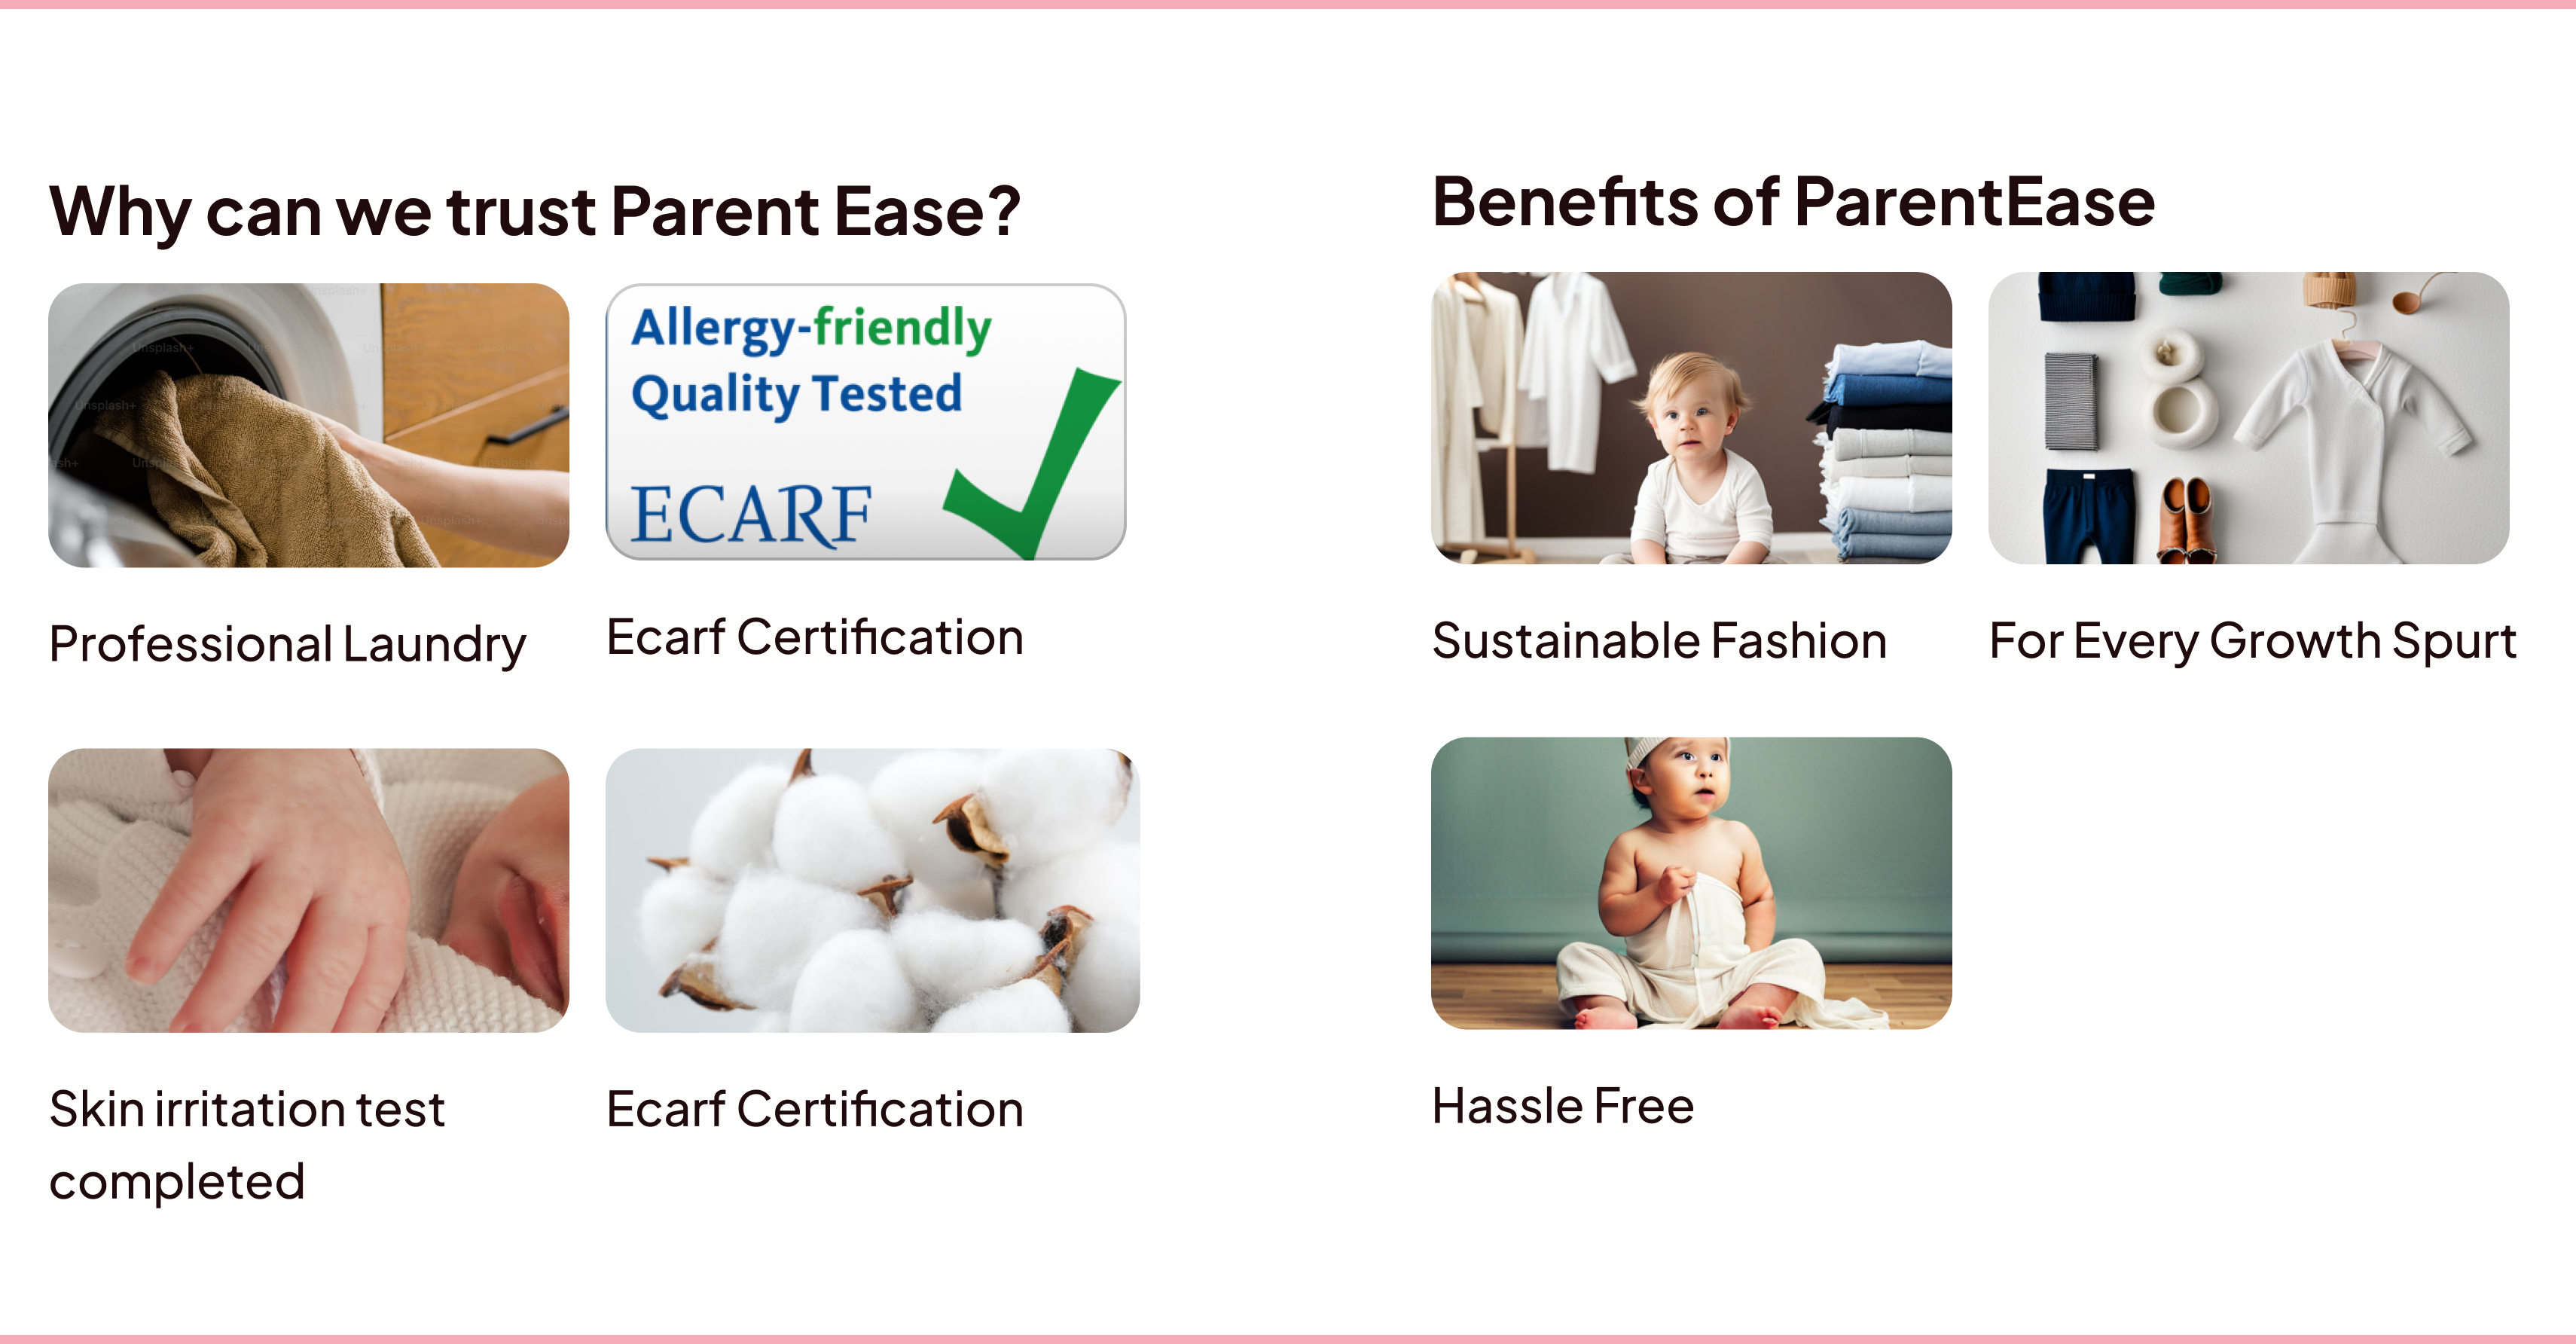 Why can we trust Parent Ease?
Allergy-friendly
Quality Tested
ECARF
Unsplash+
Professional Laundry
Ecarf Certification
Skin irritation test
completed
Ecarf Certification
Benefits of ParentEase
Sustainable Fashion
For Every Growth Spurt
Hassle Free